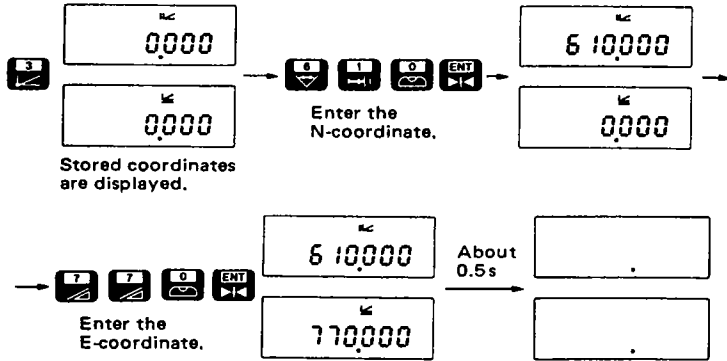 3
0.000
0.000
Stored coordinates
are displayed.
6 1 0 ENT
Enter the
N-coordinate.
610.000
0.000
7 7 0 ENT
Enter the
E-coordinate.
610.000
770.000
About
0.5s